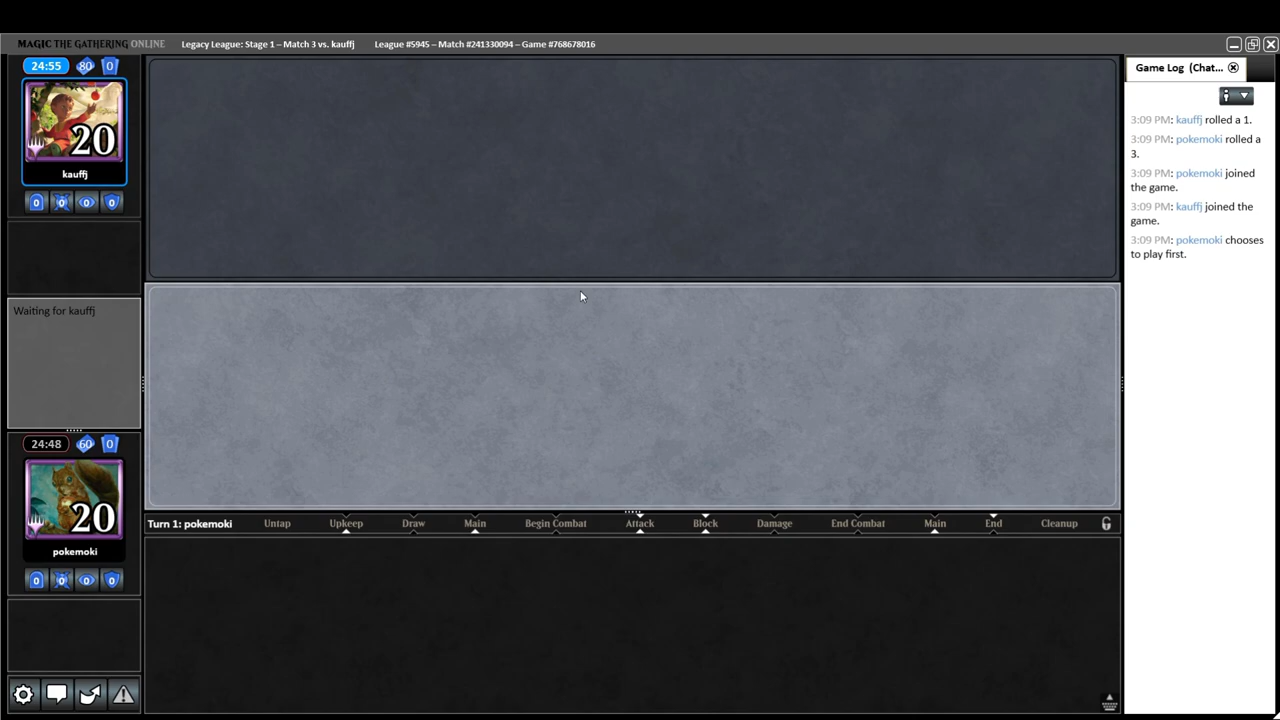 MAGIC THE GATHERING ONLINE Legacy League: Stage 1 – Match 3 vs. kauffj League #5945 – Match #241330094 – Game #768678016
24:55 80 0
20
kauffj
0 0 0 0
Waiting for kauffj
24:48 60 0
20
pokemoki
0 0 0 0
Turn 1: pokemoki Untap Upkeep Draw Main Begin Combat Attack Block Damage End Combat Main End Cleanup
Game Log (Chat...
3:09 PM: kauffj rolled a 1.
3:09 PM: pokemoki rolled a
3.
3:09 PM: pokemoki joined
the game.
3:09 PM: kauffj joined the
game.
3:09 PM: pokemoki chooses
to play first.